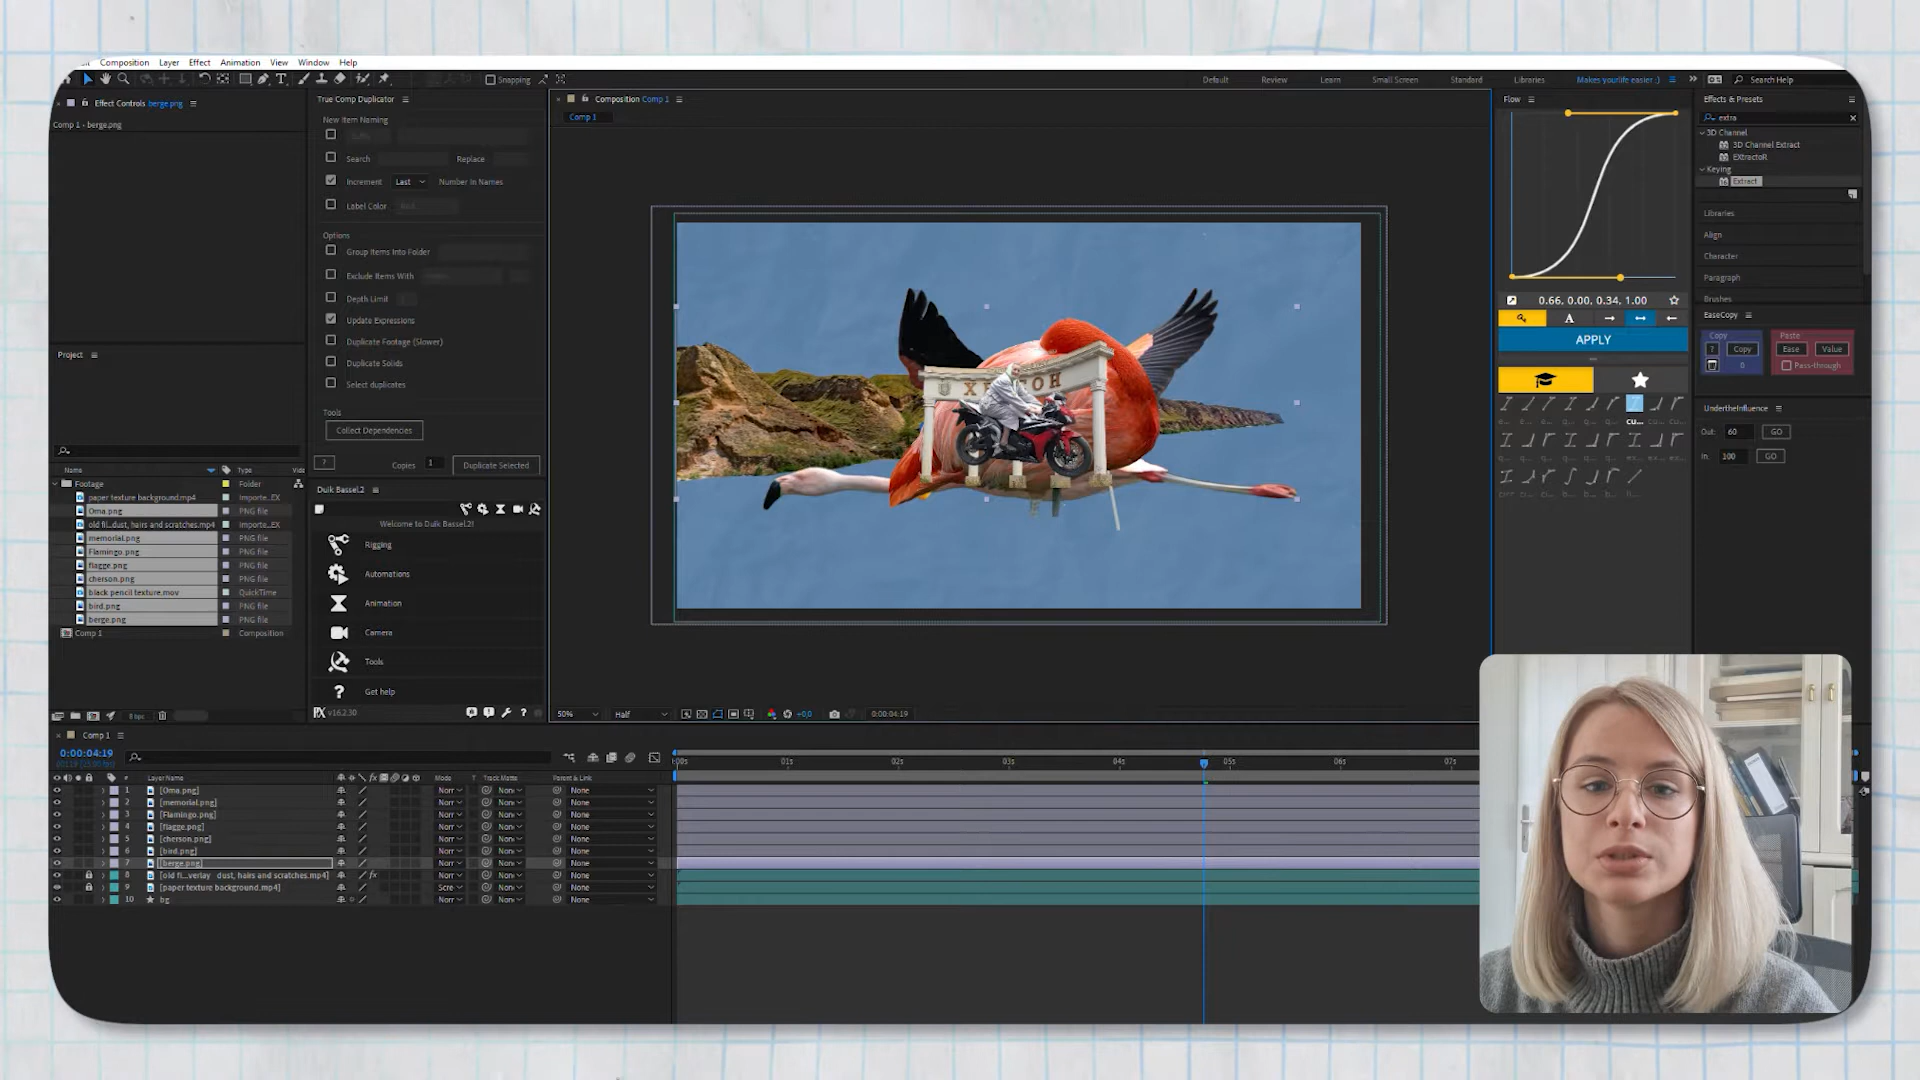 Composition Layer Effect Animation View Window Help
Snapping
Default Review Learn Small Screen Standard Libraries Makes your life easier :) Search Help
Effect Controls berge.png
Comp 1 - berge.png
True Comp Duplicator
New Item Naming
Search Replace
Increment Last Number In Names
Label Color
Options
Group Items Into Folder
Exclude Items With
Depth Limit
Update Expressions
Duplicate Footage (Slower)
Duplicate Solids
Select duplicates
Tools
Collect Dependencies
? Copies 1 Duplicate Selected
Duik Bassel.2
Welcome to Duik Bassel.2!
Rigging
Automations
Animation
Camera
Tools
? Get help
v16.2.30
Project
Name Type
Footage Folder
paper texture background.mp4 Importe...EX
Oma.png PNG file
old fil...dust, hairs and scratches.mp4 Importe...EX
memorial.png PNG file
Flamingo.png PNG file
flagge.png PNG file
cherson.png PNG file
black pencil texture.mov QuickTime
bird.png PNG file
berge.png PNG file
Comp 1 Composition
8 bpc
Composition Comp 1
Comp 1
50% Half +0,0 0:00:04:19
Flow
0.66, 0.00, 0.34, 1.00
A
APPLY
cu...
Effects & Presets
extra
3D Channel
3D Channel Extract
EXtractoR
Keying
Extract
Libraries
Align
Character
Paragraph
Brushes
EaseCopy
Copy Paste
? Copy Ease Value
0 Pass-through
UndertheInfluence
Out: 60 GO
In: 100 GO
Comp 1
0:00:04:19
# Layer Name Mode T Track Matte Parent & Link
:00s 01s 02s 03s 04s 05s 06s 07s
1 [Oma.png] Norr Non None
2 [memorial.png] Norr Non None
3 [Flamingo.png] Norr Non None
4 [flagge.png] Norr Non None
5 [cherson.png] Norr Non None
6 [bird.png] Norr Non None
7 [berge.png] Norr Non None
8 [old fi...verlay dust, hairs and scratches.mp4] Norr Non None
9 [paper texture background.mp4] Scre Non None
10 bg Norr Non None